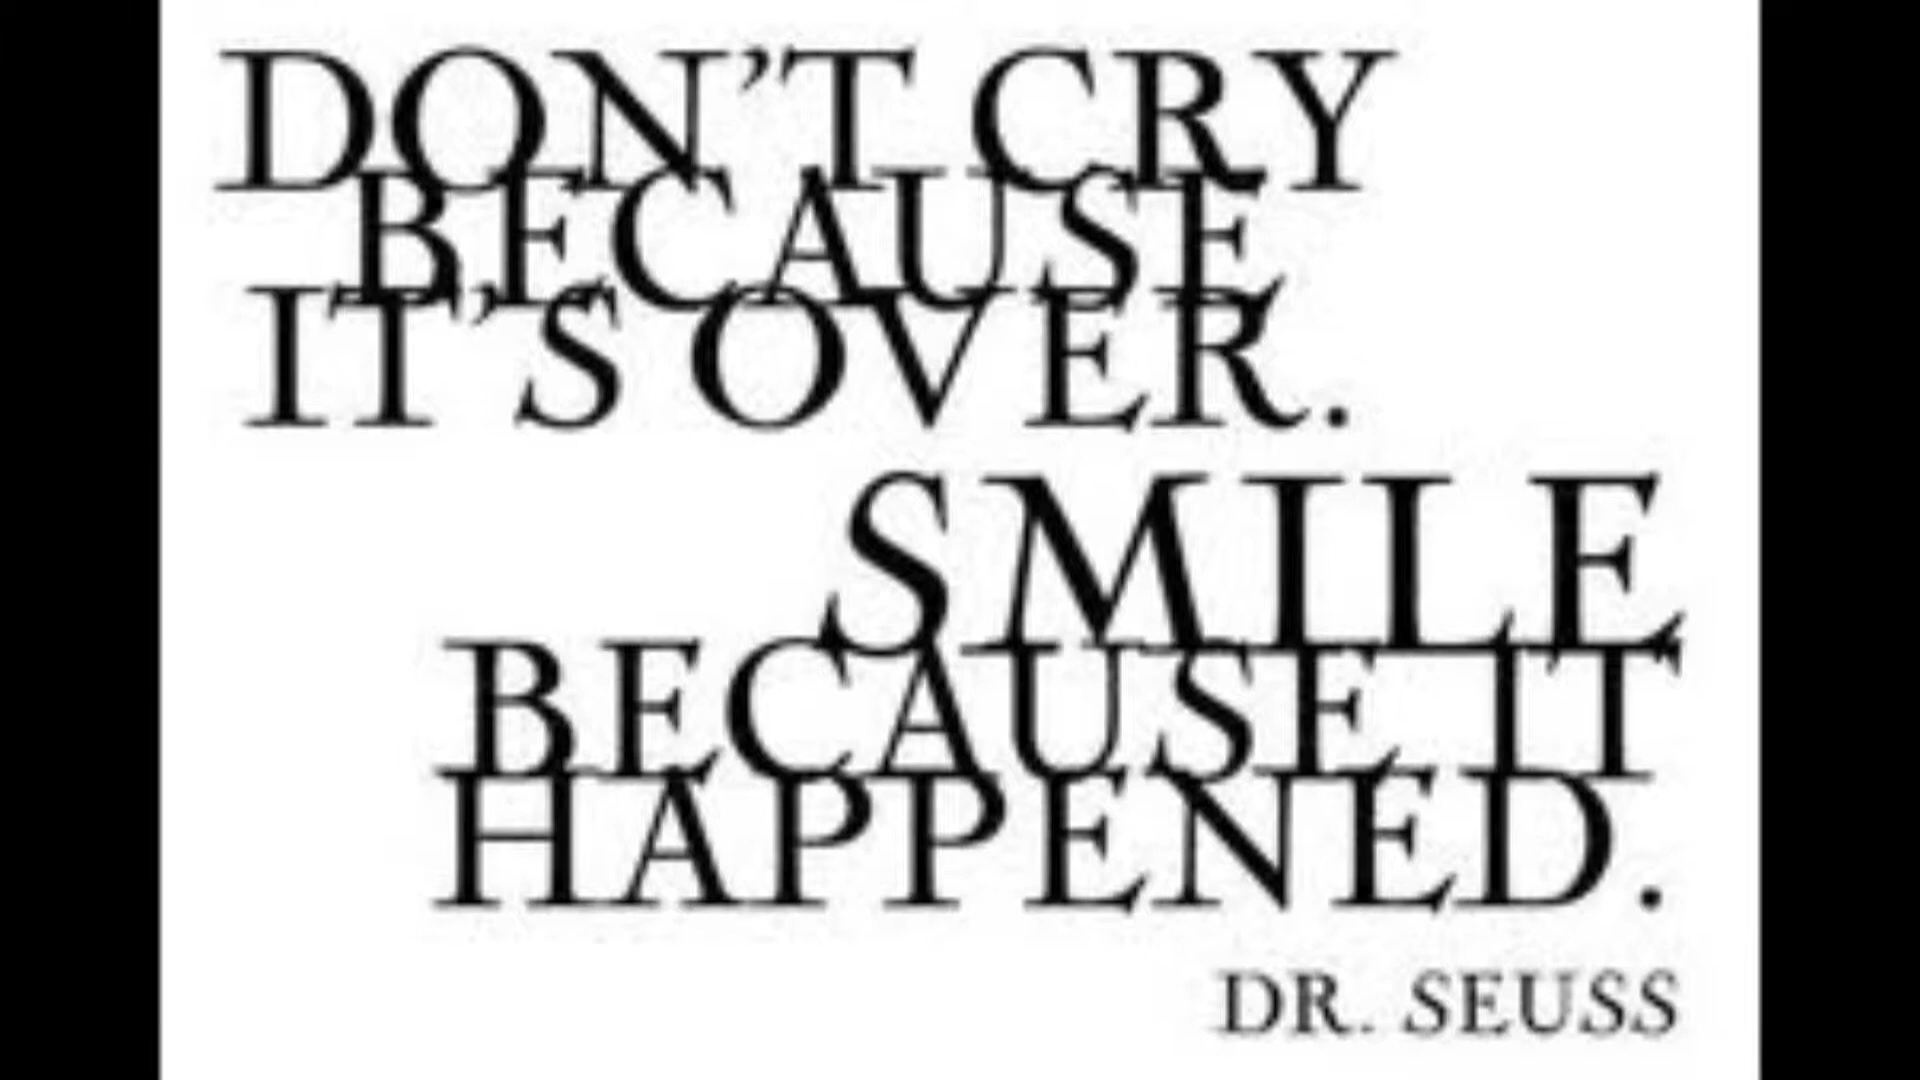 DON'T CRY
BECAUSE
IT'S OVER.
SMILE
BECAUSE IT
HAPPENED.
DR. SEUSS